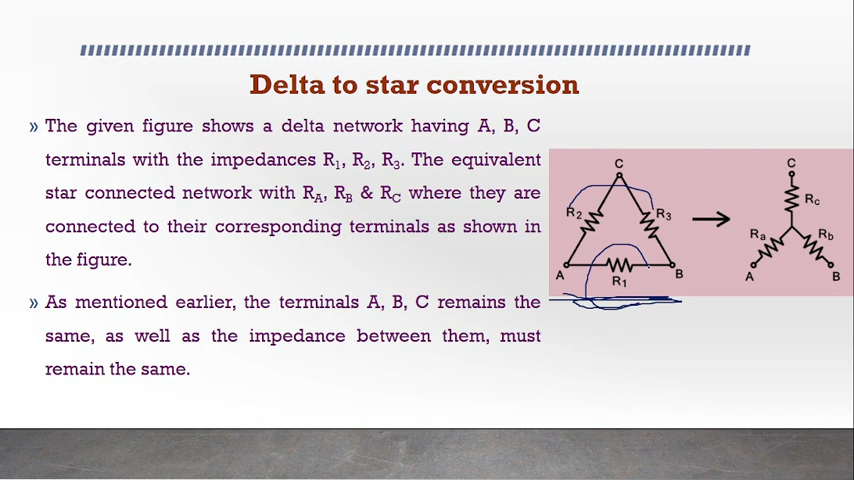 Delta to star conversion
» The given figure shows a delta network having A, B, C
terminals with the impedances R₁, R₂, R₃. The equivalent
star connected network with R_A, R_B & R_C where they are
connected to their corresponding terminals as shown in
the figure.
» As mentioned earlier, the terminals A, B, C remains the
same, as well as the impedance between them, must
remain the same.
C
R₂ R₃
A B
R₁
C
Rc
Ra Rb
A B